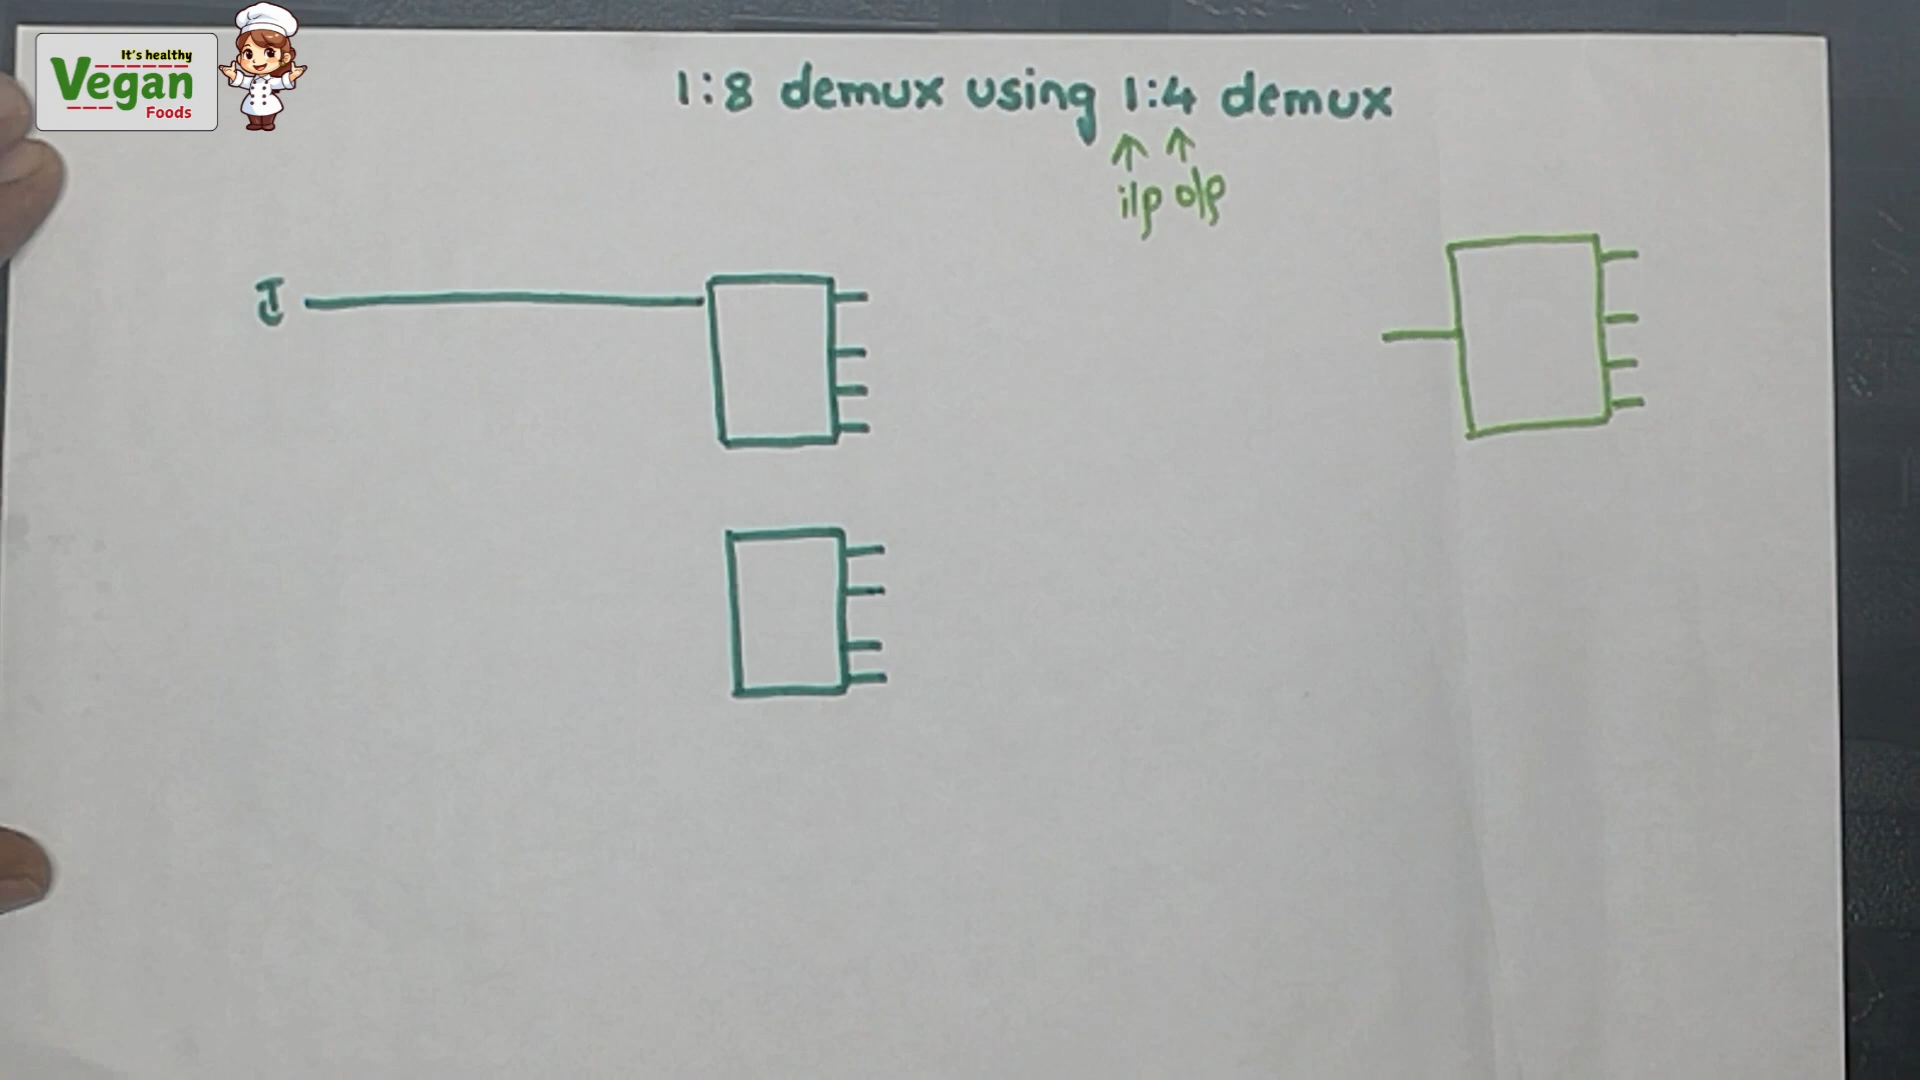 It's healthy
Vegan
Foods
1:8 demux using 1:4 demux
i/p o/p